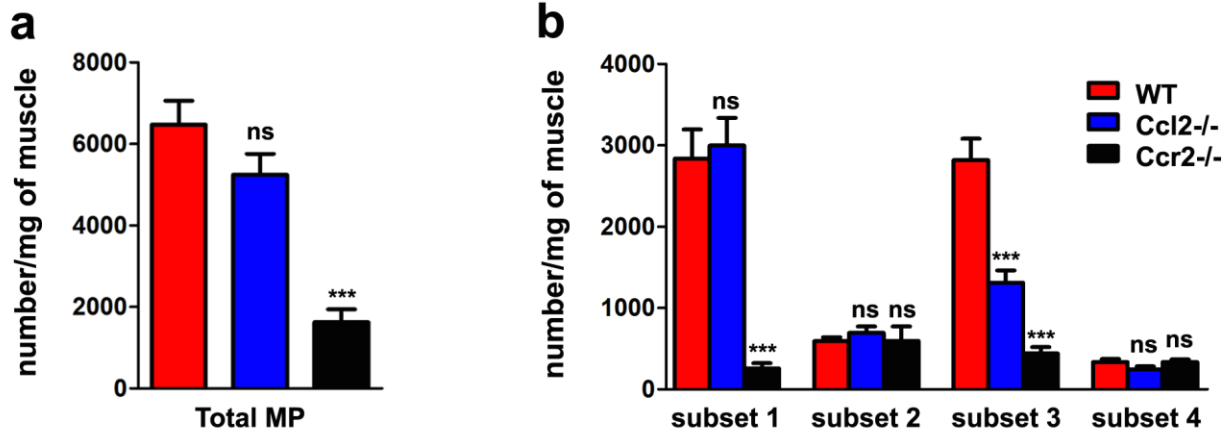 a
number/mg of muscle
8000
6000
4000
2000
0
ns
***
Total MP
b
number/mg of muscle
4000
3000
2000
1000
0
ns
***
ns
ns
***
***
ns
ns
subset 1
subset 2
subset 3
subset 4
WT
Ccl2-/-
Ccr2-/-